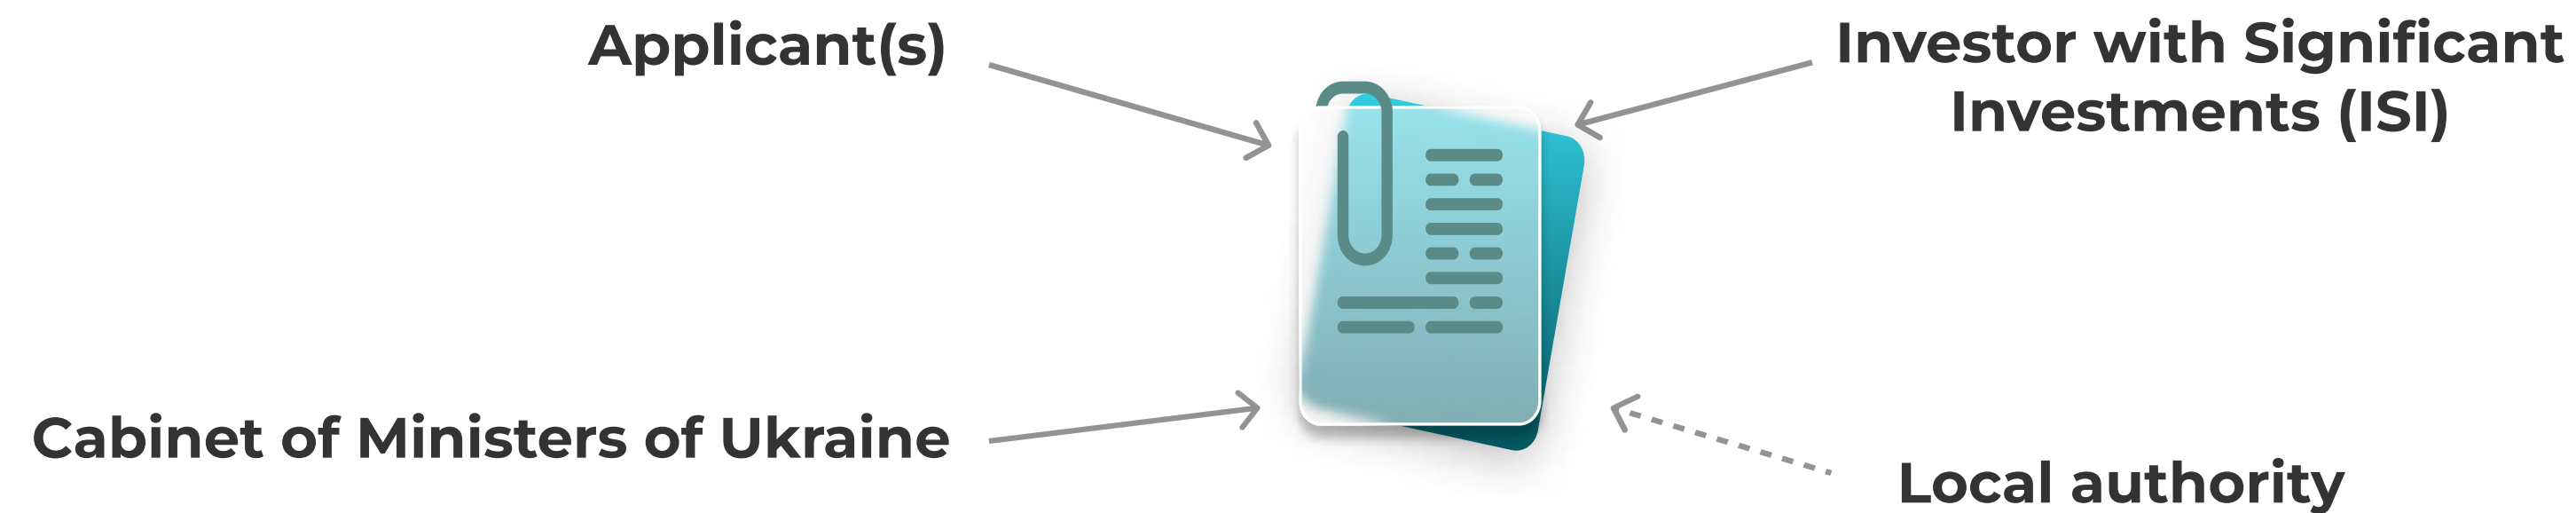 Applicant(s)
Investor with Significant
Investments (ISI)
Cabinet of Ministers of Ukraine
Local authority